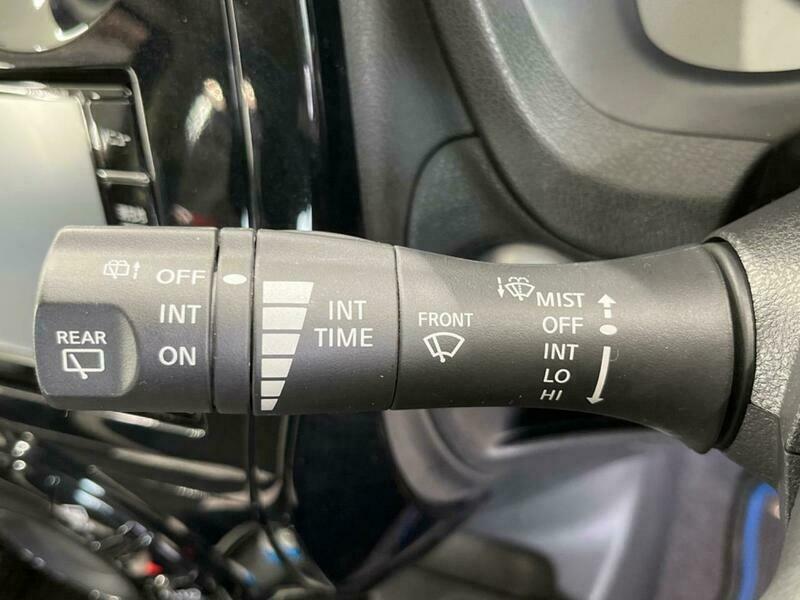 REAR
OFF
INT
ON
INT
TIME
FRONT
MIST
OFF
INT
LO
HI